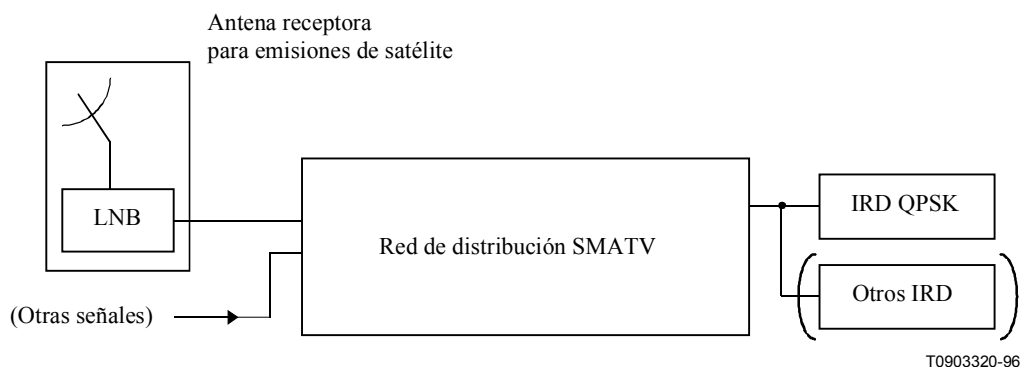 Antena receptora
para emisiones de satélite
LNB
IRD QPSK
Red de distribución SMATV
Otros IRD
(Otras señales)
T0903320-96